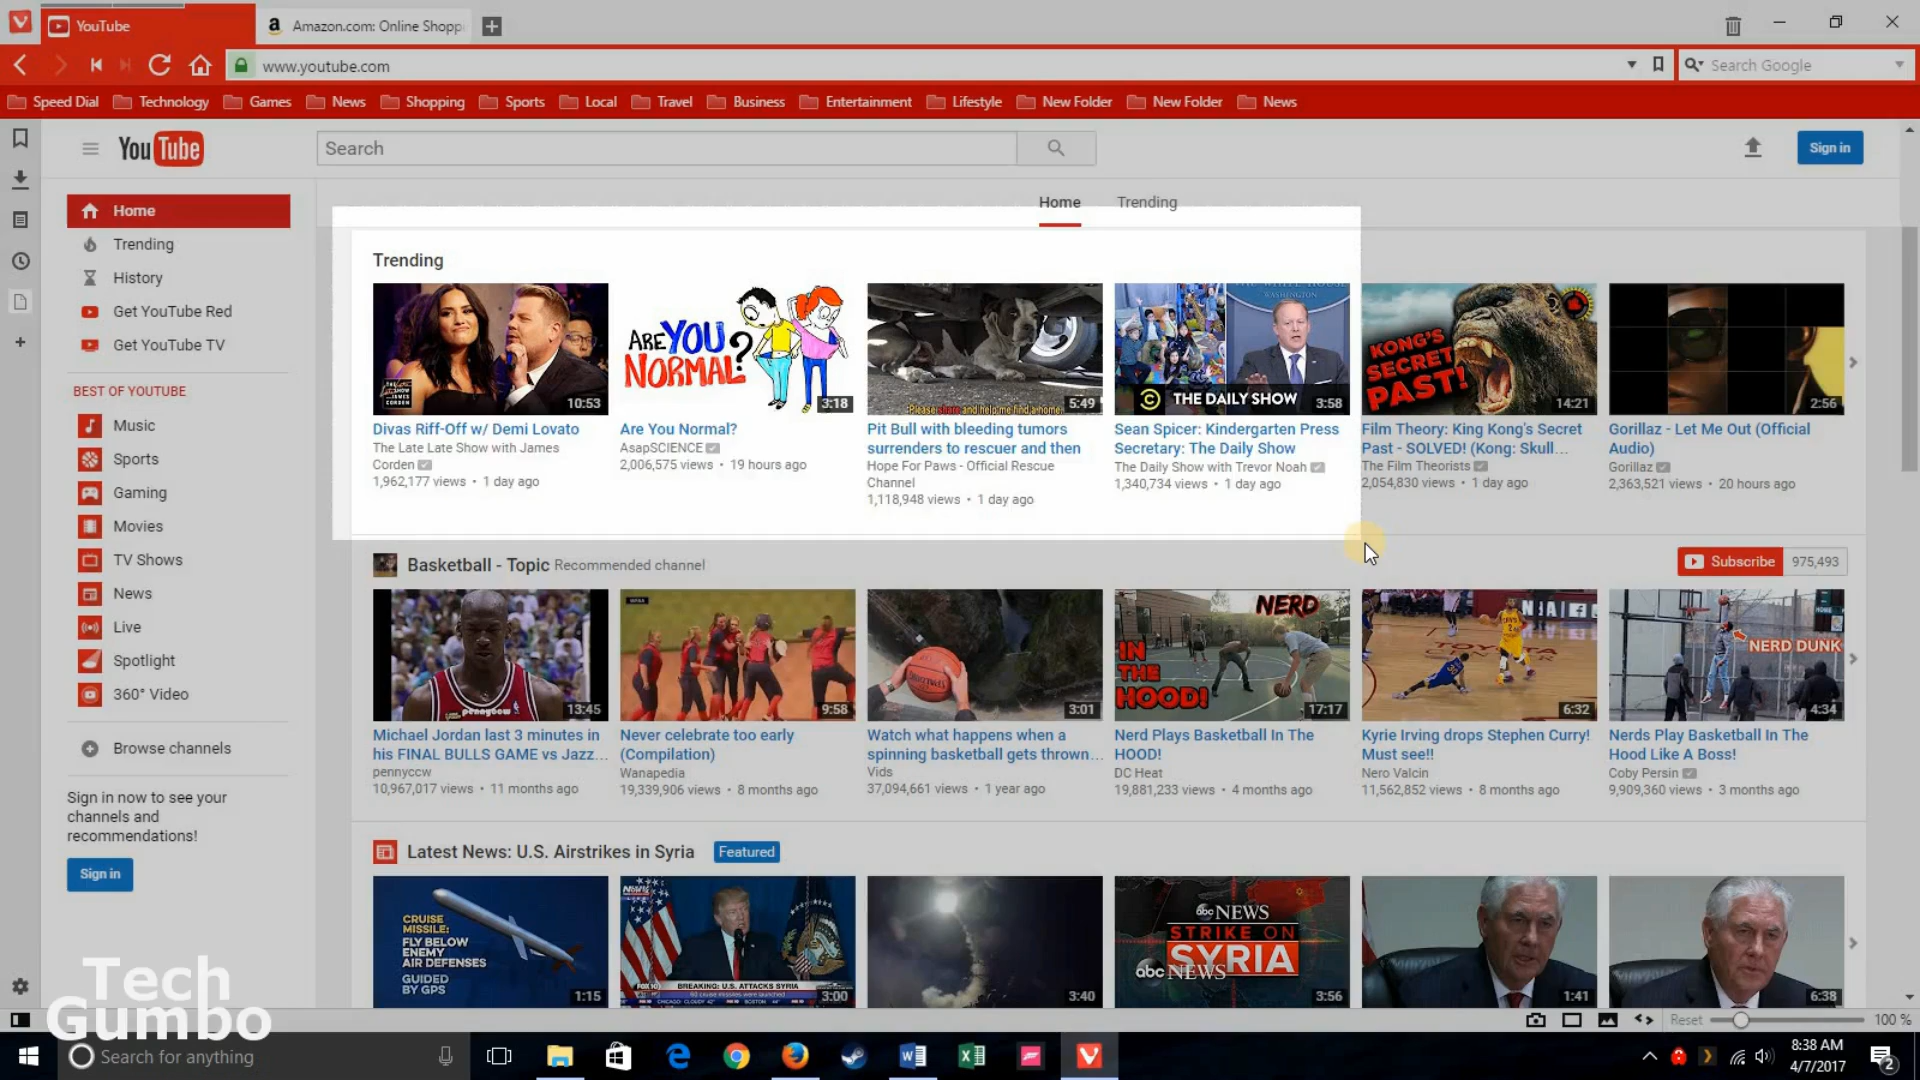 YouTube
Amazon.com: Online Shopp
www.youtube.com
Search Google
Speed Dial
Technology
Games
News
Shopping
Sports
Local
Travel
Business
Entertainment
Lifestyle
New Folder
New Folder
News
YouTube
Search
Sign in
Home
Trending
Home
Trending
History
Get YouTube Red
Get YouTube TV
BEST OF YOUTUBE
Music
Sports
Gaming
Movies
TV Shows
News
Live
Spotlight
360° Video
Browse channels
Sign in now to see your
channels and
recommendations!
Sign in
Trending
10:53
Divas Riff-Off w/ Demi Lovato
The Late Late Show with James
Corden
1,962,177 views • 1 day ago
ARE YOU
NORMAL?
3:18
Are You Normal?
AsapSCIENCE
2,006,575 views • 19 hours ago
Please share and help me find a home.
5:49
Pit Bull with bleeding tumors
surrenders to rescuer and then
Hope For Paws - Official Rescue
Channel
1,118,948 views • 1 day ago
WASHINGTON
THE DAILY SHOW
3:58
Sean Spicer: Kindergarten Press
Secretary: The Daily Show
The Daily Show with Trevor Noah
1,340,734 views • 1 day ago
KONG'S
SECRET
PAST!
14:21
Film Theory: King Kong's Secret
Past - SOLVED! (Kong: Skull...
The Film Theorists
2,054,830 views • 1 day ago
2:56
Gorillaz - Let Me Out (Official
Audio)
Gorillaz
2,363,521 views • 20 hours ago
Basketball - Topic Recommended channel
Subscribe 975,493
pennyccw
13:45
Michael Jordan last 3 minutes in
his FINAL BULLS GAME vs Jazz...
pennyccw
10,967,017 views • 11 months ago
9:58
Never celebrate too early
(Compilation)
Wanapedia
19,339,906 views • 8 months ago
3:01
Watch what happens when a
spinning basketball gets thrown...
Vids
37,094,661 views • 1 year ago
NERD
IN
THE
HOOD!
17:17
Nerd Plays Basketball In The
HOOD!
DC Heat
19,881,233 views • 4 months ago
TOYOTA
6:32
Kyrie Irving drops Stephen Curry!
Must see!!
Nero Valcin
11,562,852 views • 8 months ago
NERD DUNK
4:34
Nerds Play Basketball In The
Hood Like A Boss!
Coby Persin
9,909,360 views • 3 months ago
Latest News: U.S. Airstrikes in Syria
Featured
CRUISE
MISSILE:
FLY BELOW
ENEMY
AIR DEFENSES
GUIDED
BY GPS
1:15
NEWS
BREAKING: U.S. ATTACKS SYRIA
3:00
3:40
abc NEWS
STRIKE ON
SYRIA
abc NEWS
3:56
1:41
6:38
Tech
Gumbo
Reset
100 %
Search for anything
8:38 AM
4/7/2017
2